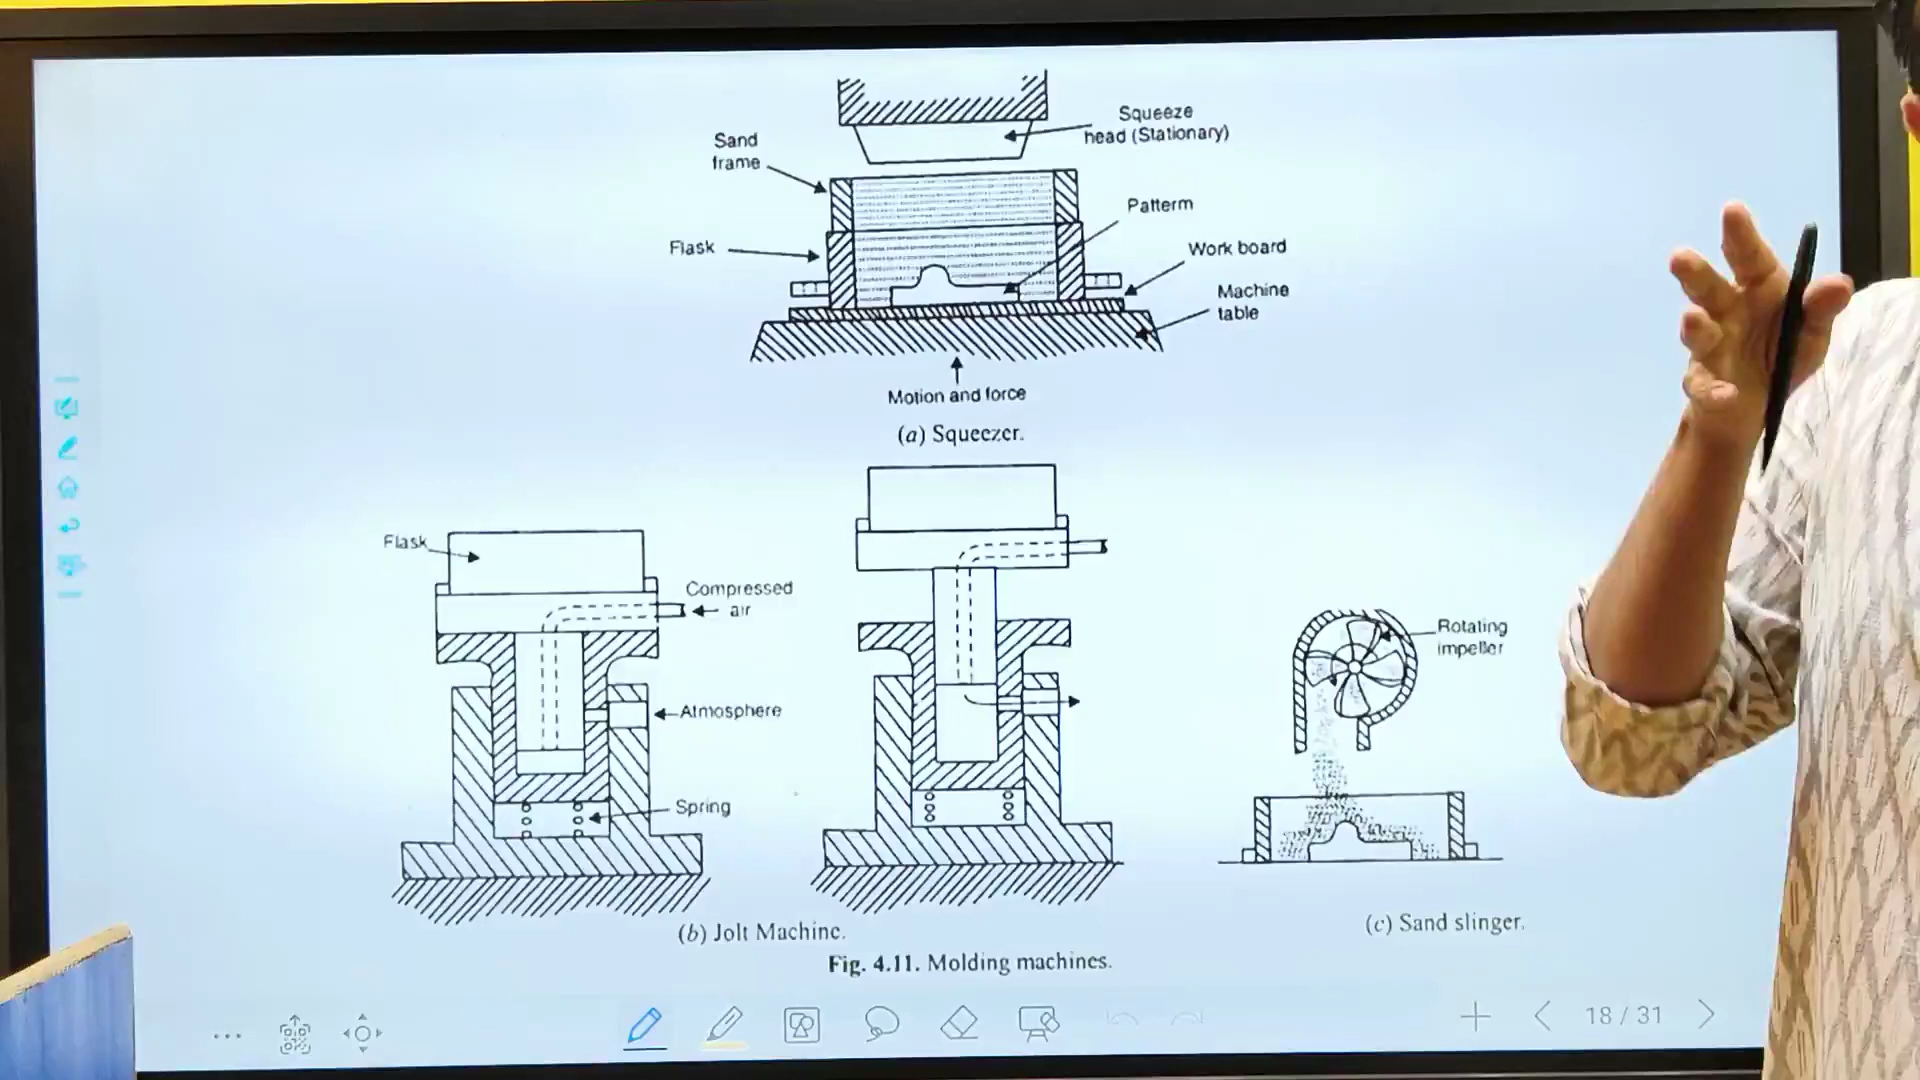 Squeeze
head (Stationary)
Sand
frame
Patterm
Flask
Work board
Machine
table
Motion and force
(a) Squeezer.
Flask
Compressed
air
Atmosphere
Spring
Rotating
impeller
(b) Jolt Machine.
(c) Sand slinger.
Fig. 4.11. Molding machines.
18 / 31